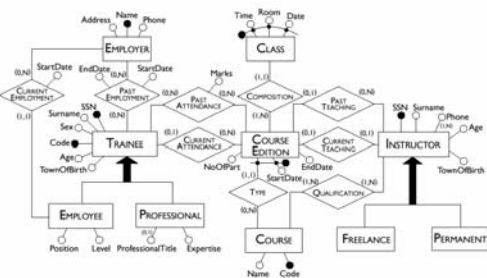 Name
Address
Phone
Time
Room
Date
EMPLOYER
CLASS
(0,N)
StartDate
(0,N)
EndDate
StartDate
Marks
(1,1)
SSN
Surname
Phone
(1,N)
Age
CURRENT
EMPLOYMENT
PAST
EMPLOYMENT
PAST
ATTENDANCE
COMPOSITION
PAST
TEACHING
(0,N)
(0,N)
(0,N)
(0,N)
(1,1)
(0,N)
(1,N)
SSN
Surname
Sex
Code
Age
TownOfBirth
TRAINEE
(0,1)
CURRENT
ATTENDANCE
(0,N)
COURSE
EDITION
(0,1)
CURRENT
TEACHING
(0,1)
INSTRUCTOR
NoOfPart
StartDate
EndDate
TownOfBirth
(1,1)
TYPE
(0,N)
(1,N)
QUALIFICATION
(1,N)
EMPLOYEE
PROFESSIONAL
(0,1)
COURSE
FREELANCE
PERMANENT
Position
Level
ProfessionalTitle
Expertise
Name
Code